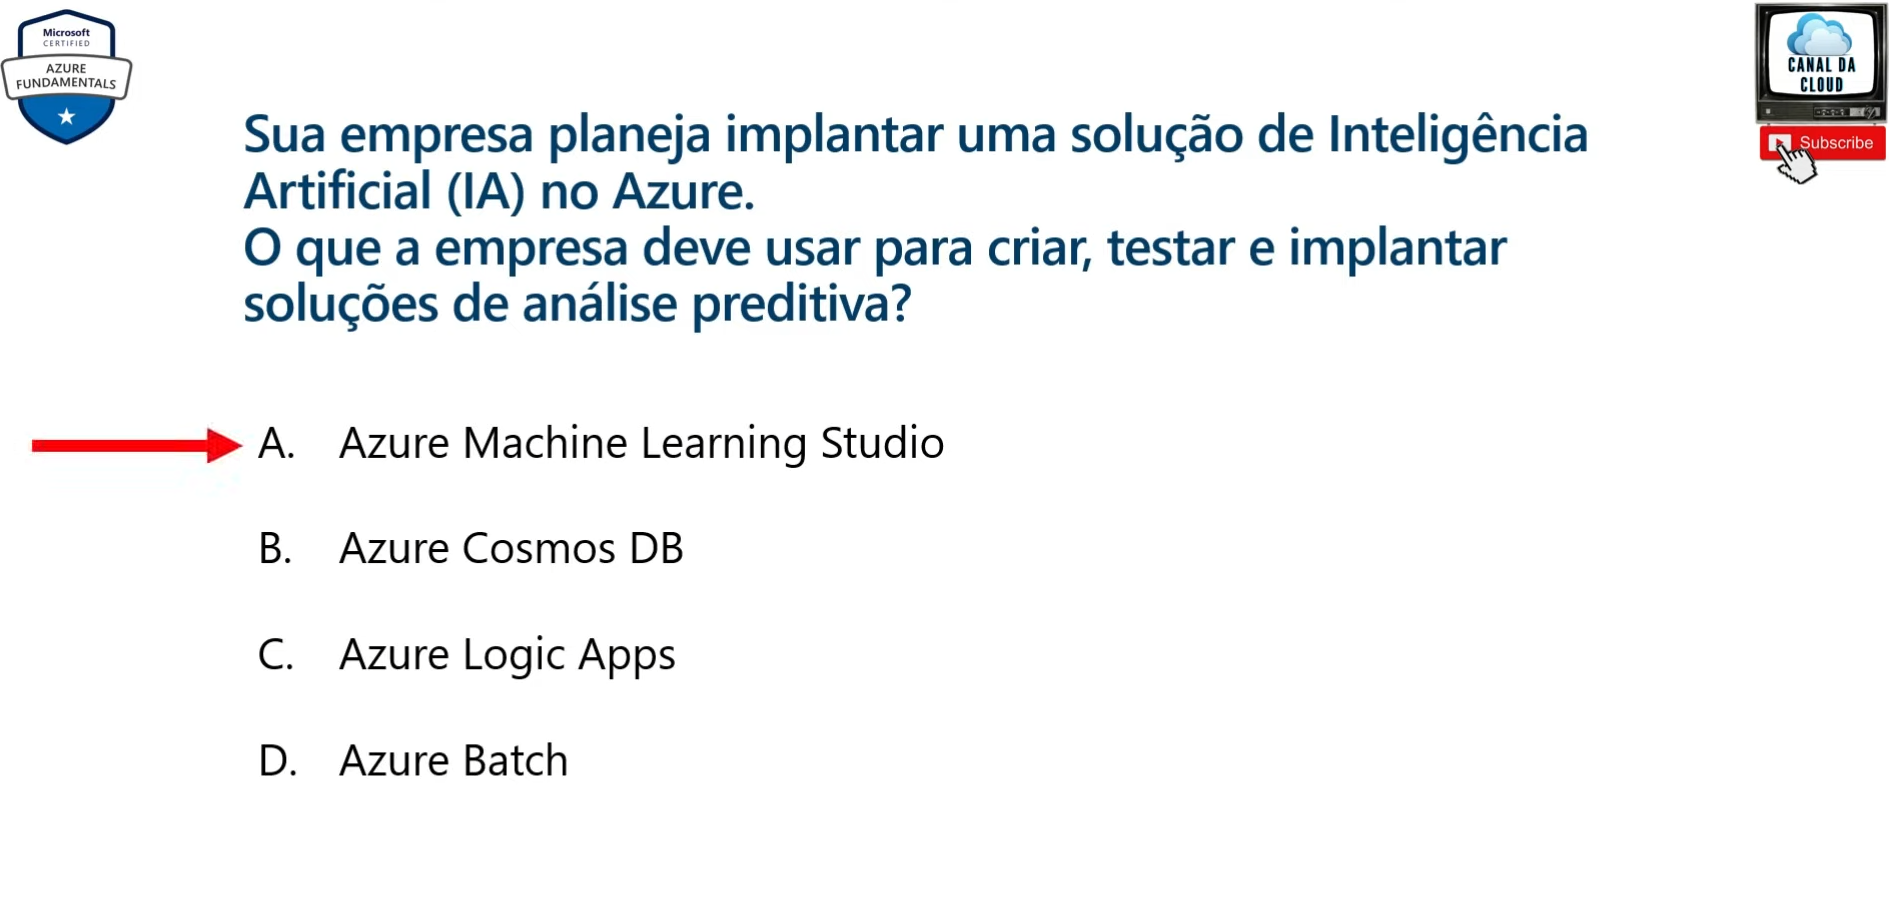 Microsoft
CERTIFIED
AZURE
FUNDAMENTALS
CANAL DA
CLOUD
Subscribe
Sua empresa planeja implantar uma solução de Inteligência
Artificial (IA) no Azure.
O que a empresa deve usar para criar, testar e implantar
soluções de análise preditiva?
A. Azure Machine Learning Studio
B. Azure Cosmos DB
C. Azure Logic Apps
D. Azure Batch